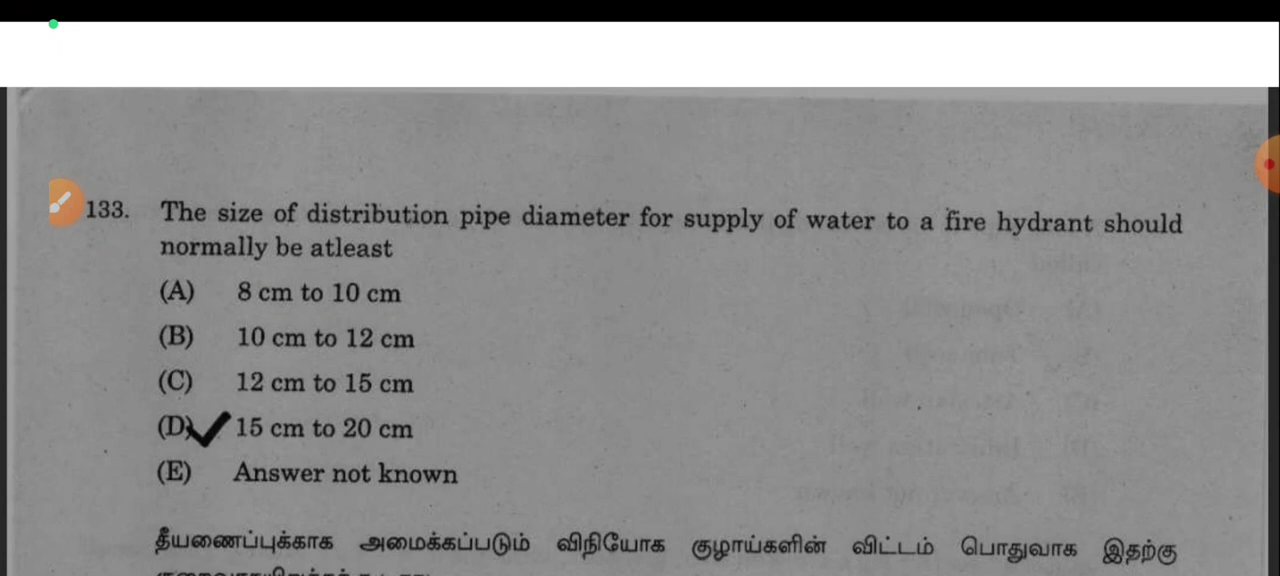 133. The size of distribution pipe diameter for supply of water to a fire hydrant should
normally be atleast
(A) 8 cm to 10 cm
(B) 10 cm to 12 cm
(C) 12 cm to 15 cm
(D) 15 cm to 20 cm
(E) Answer not known
தீயணைப்புக்காக அமைக்கப்படும் விநியோக குழாய்களின் விட்டம் பொதுவாக இதற்கு